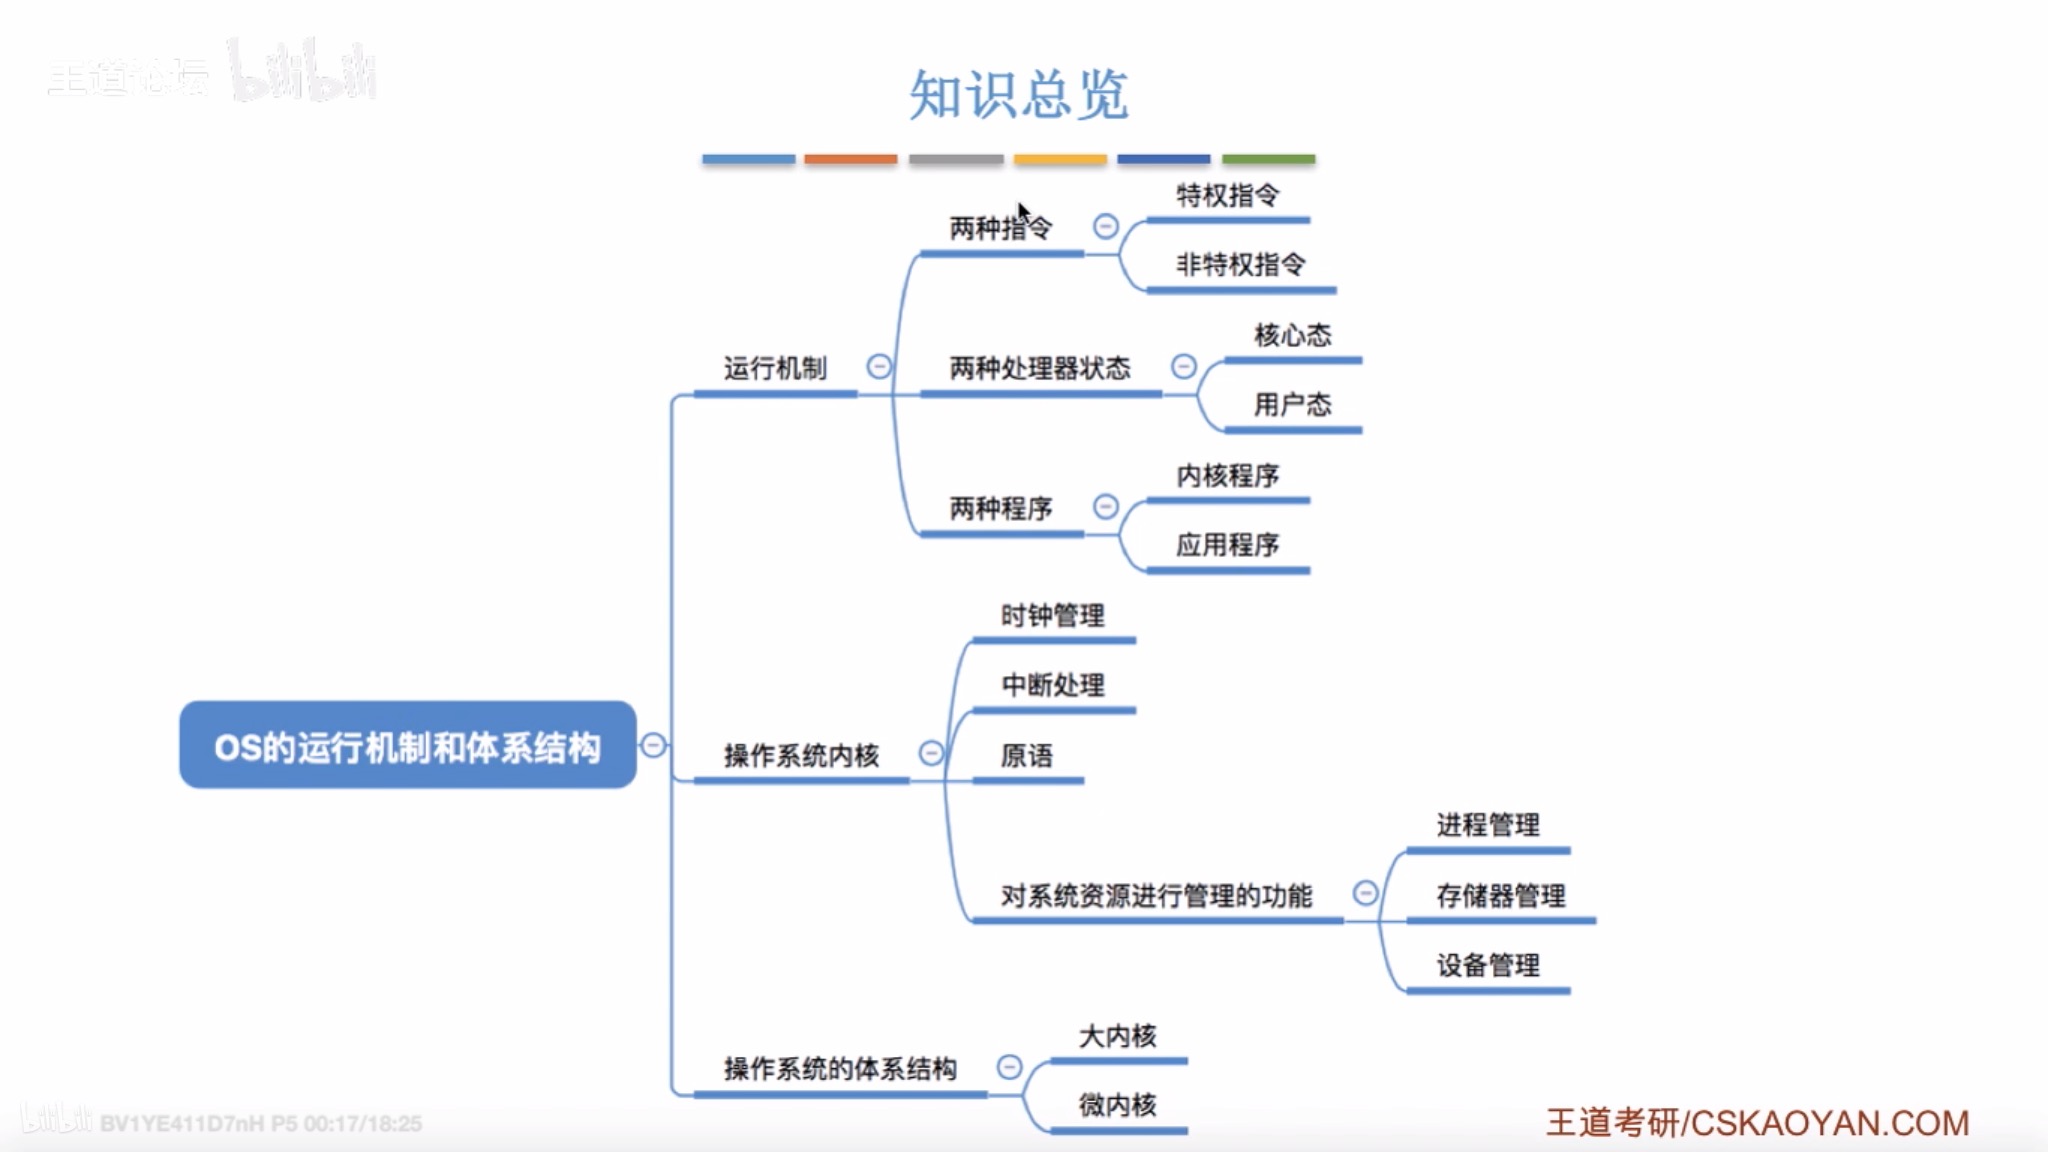 王道论坛 bilibili
知识总览
特权指令
两种指令
非特权指令
核心态
运行机制
两种处理器状态
用户态
内核程序
两种程序
应用程序
时钟管理
中断处理
OS的运行机制和体系结构
操作系统内核
原语
进程管理
对系统资源进行管理的功能
存储器管理
设备管理
大内核
操作系统的体系结构
微内核
bilibili BV1YE411D7nH P5 00:17/18:25
王道考研/CSKAOYAN.COM